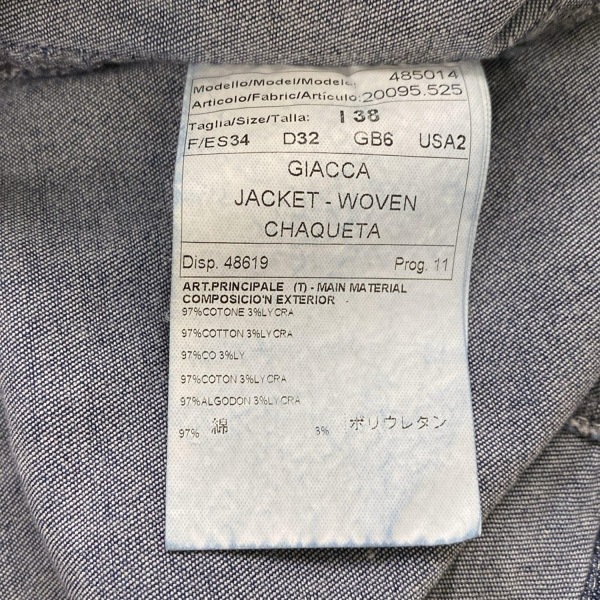 Modello/Model/Modelo: 485014
Articolo/Fabric/Artículo: 20095.525
Taglia/Size/Talla: I 38
F/ES34 D32 GB6 USA2
GIACCA
JACKET - WOVEN
CHAQUETA
Disp. 48619 Prog. 11
ART.PRINCIPALE (T) - MAIN MATERIAL
COMPOSICIO'N EXTERIOR -
97%COTONE 3%LYCRA
97%COTTON 3%LYCRA
97%CO 3%LY
97%COTON 3%LYCRA
97%ALGODON 3%LYCRA
97% 綿 3% ポリウレタン